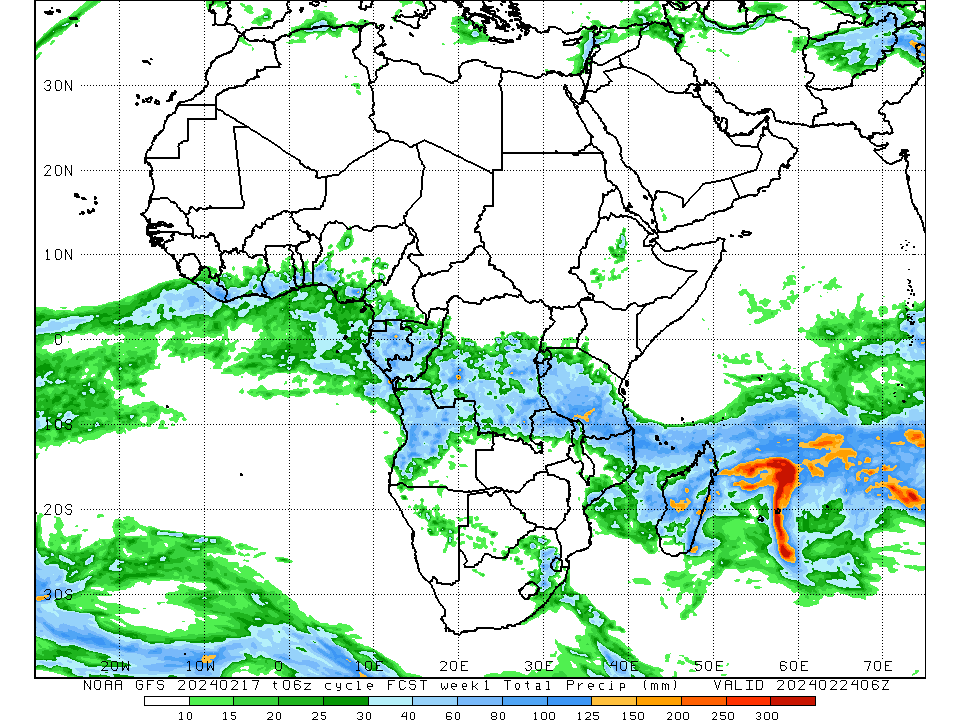 30N
20N
10N
0
10S
20S
30S
20W 10W 0 10E 20E 30E 40E 50E 60E 70E
NOAA GFS 20240217 t06z cycle FCST week1 Total Precip (mm) VALID 2024022406Z
10 15 20 25 30 40 60 80 100 125 150 200 250 300